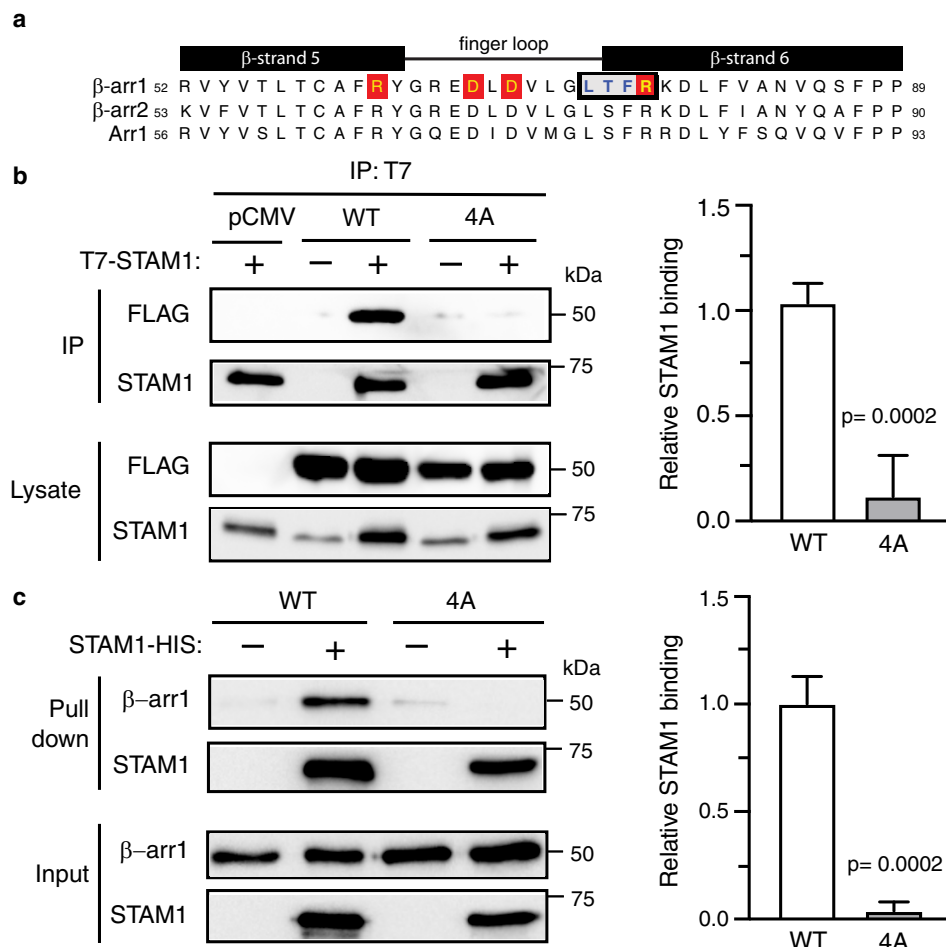 a
β-strand 5 finger loop β-strand 6
β-arr1 52 R V Y V T L T C A F R Y G R E D L D V L G L T F R K D L F V A N V Q S F P P 89
β-arr2 53 K V F V T L T C A F R Y G R E D L D V L G L S F R K D L F I A N Y Q A F P P 90
Arr1 56 R V Y V S L T C A F R Y G Q E D I D V M G L S F R R D L Y F S Q V Q V F P P 93
b
IP: T7
pCMV WT 4A
T7-STAM1: + − + − +
kDa
IP
FLAG 50
STAM1 75
Lysate
FLAG 50
STAM1 75
Relative STAM1 binding
1.5
1.0
0.5
0.0
p= 0.0002
WT 4A
c
WT 4A
STAM1-HIS: − + − +
kDa
Pull
down
β–arr1 50
STAM1 75
Input
β–arr1 50
STAM1 75
Relative STAM1 binding
1.5
1.0
0.5
0.0
p= 0.0002
WT 4A